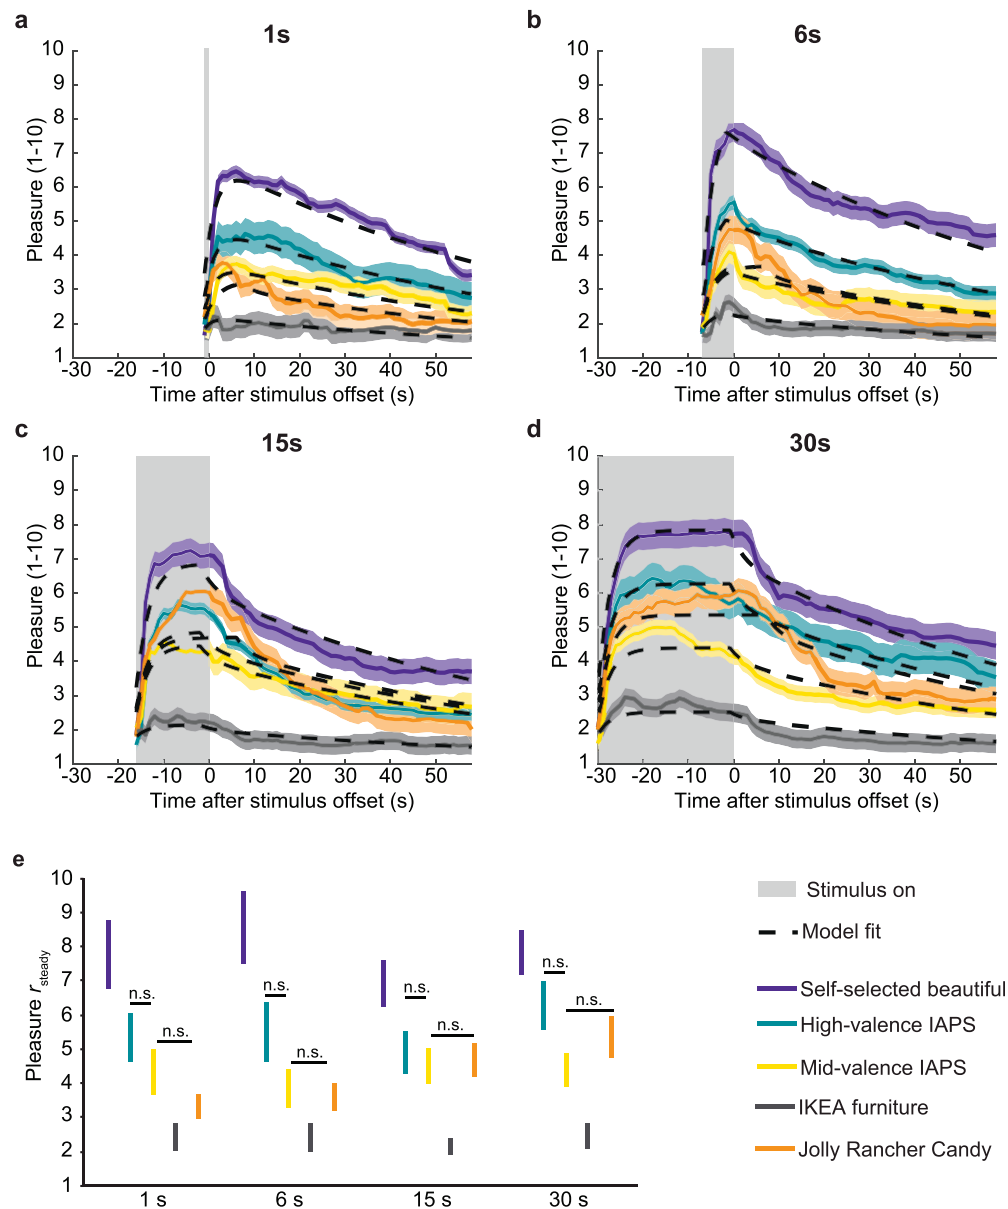 a
1s
Pleasure (1-10)
10
9
8
7
6
5
4
3
2
1
-30 -20 -10 0 10 20 30 40 50
Time after stimulus offset (s)
b
6s
Pleasure (1-10)
10
9
8
7
6
5
4
3
2
1
-30 -20 -10 0 10 20 30 40 50
Time after stimulus offset (s)
c
15s
Pleasure (1-10)
10
9
8
7
6
5
4
3
2
1
-30 -20 -10 0 10 20 30 40 50
Time after stimulus offset (s)
d
30s
Pleasure (1-10)
10
9
8
7
6
5
4
3
2
1
-30 -20 -10 0 10 20 30 40 50
Time after stimulus offset (s)
e
Pleasure rsteady
10
9
8
7
6
5
4
3
2
1
n.s.
n.s.
n.s.
n.s.
n.s.
n.s.
n.s.
n.s.
1 s 6 s 15 s 30 s
Stimulus on
Model fit
Self-selected beautiful
High-valence IAPS
Mid-valence IAPS
IKEA furniture
Jolly Rancher Candy